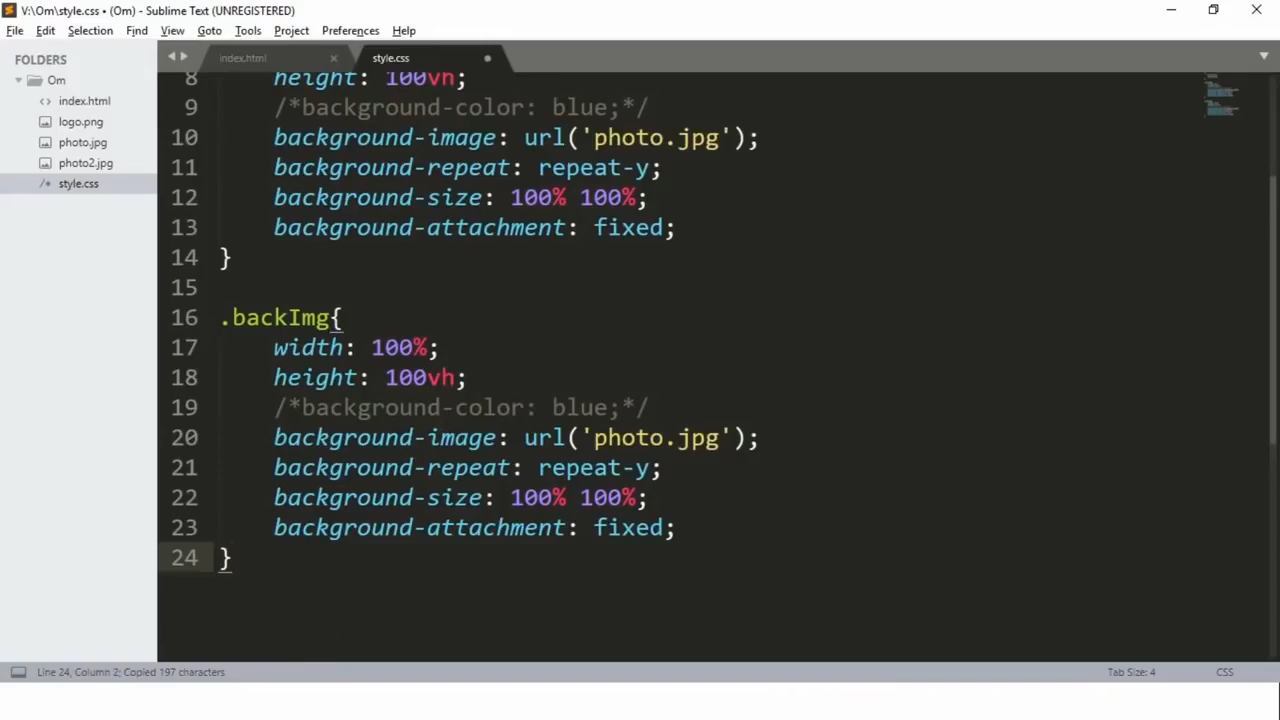 V:\Om\style.css • (Om) - Sublime Text (UNREGISTERED)
File Edit Selection Find View Goto Tools Project Preferences Help
FOLDERS
Om
index.html
logo.png
photo.jpg
photo2.jpg
style.css
index.html
style.css
8 height: 100vh;
9 /*background-color: blue;*/
10 background-image: url('photo.jpg');
11 background-repeat: repeat-y;
12 background-size: 100% 100%;
13 background-attachment: fixed;
14 }
15
16 .backImg{
17 width: 100%;
18 height: 100vh;
19 /*background-color: blue;*/
20 background-image: url('photo.jpg');
21 background-repeat: repeat-y;
22 background-size: 100% 100%;
23 background-attachment: fixed;
24 }
Line 24, Column 2; Copied 197 characters
Tab Size: 4
CSS